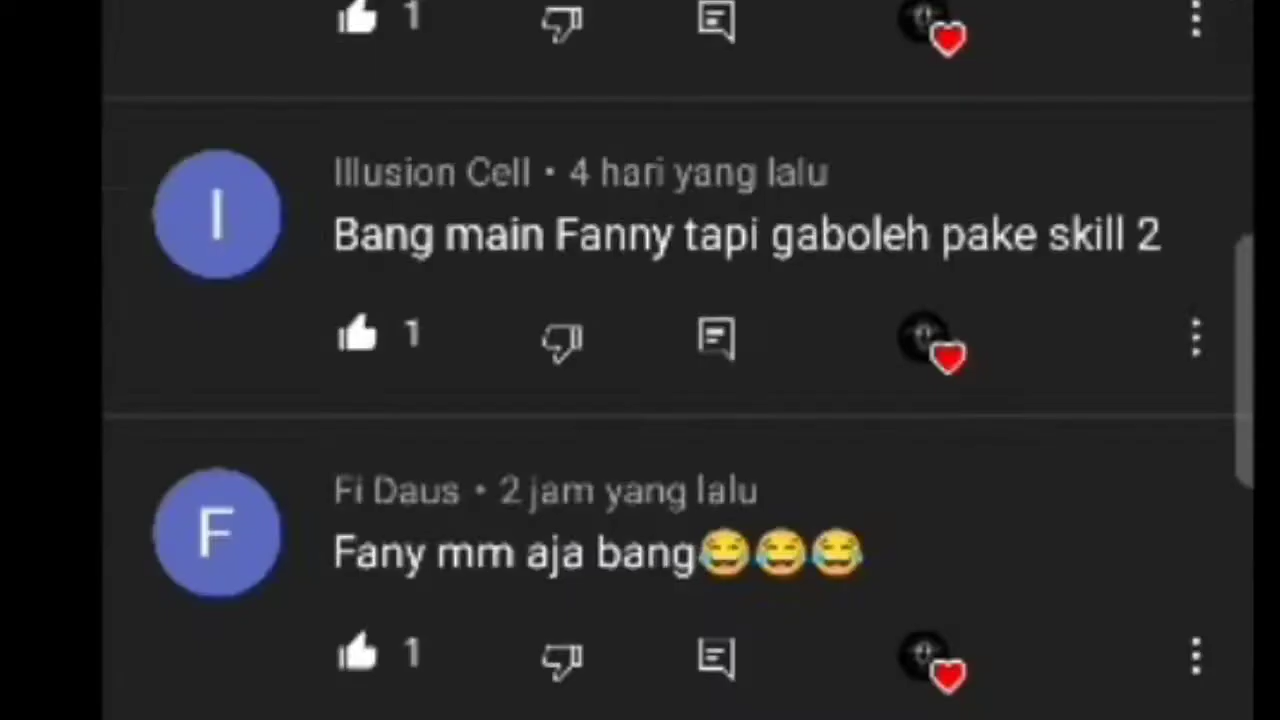 1
I
Illusion Cell • 4 hari yang lalu
Bang main Fanny tapi gaboleh pake skill 2
1
F
Fi Daus • 2 jam yang lalu
Fany mm aja bang😂😂😂
1